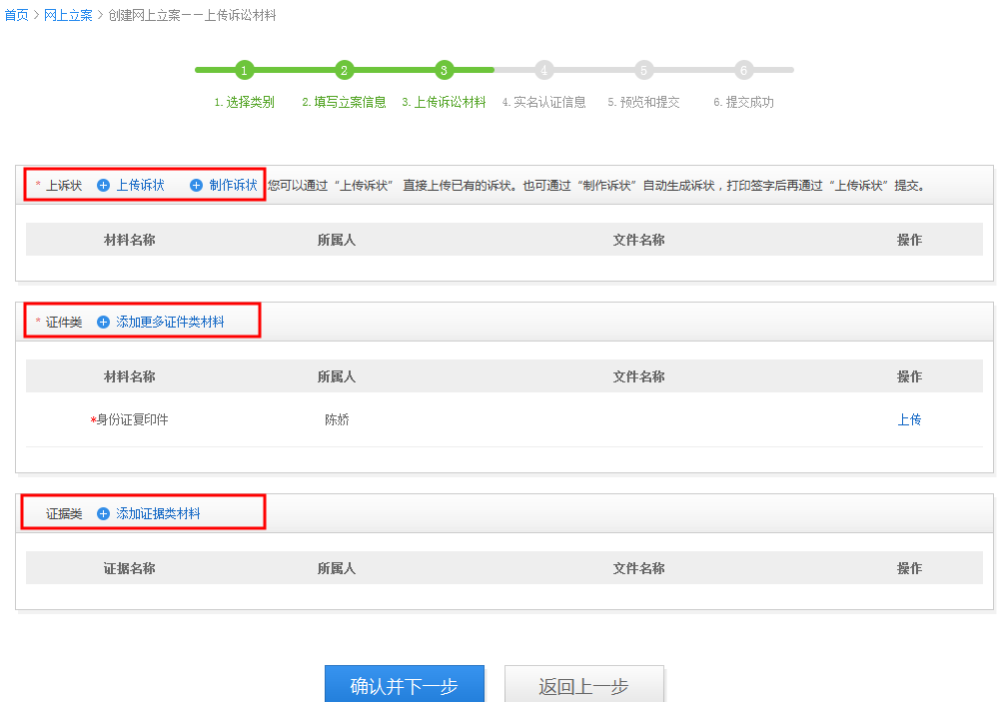 首页 > 网上立案 > 创建网上立案——上传诉讼材料
1 2 3 4 5 6
1. 选择类别 2. 填写立案信息 3. 上传诉讼材料 4. 实名认证信息 5. 预览和提交 6. 提交成功
* 上诉状 + 上传诉状 + 制作诉状 您可以通过“上传诉状” 直接上传已有的诉状。也可通过“制作诉状”自动生成诉状，打印签字后再通过“上传诉状”提交。
材料名称 所属人 文件名称 操作
* 证件类 + 添加更多证件类材料
材料名称 所属人 文件名称 操作
*身份证复印件 陈娇 上传
证据类 + 添加证据类材料
证据名称 所属人 文件名称 操作
确认并下一步 返回上一步